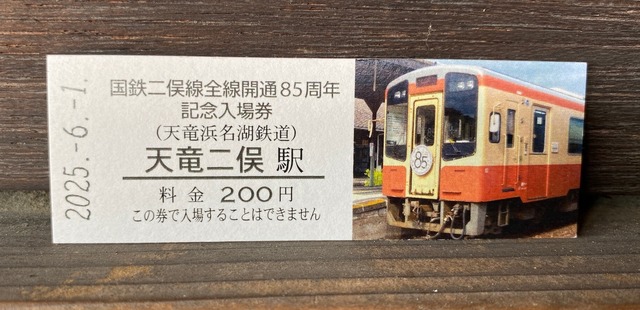 2025.-6.-1.
国鉄二俣線全線開通85周年
記念入場券
(天竜浜名湖鉄道)
天竜二俣駅
料金 200円
この券で入場することはできません
85